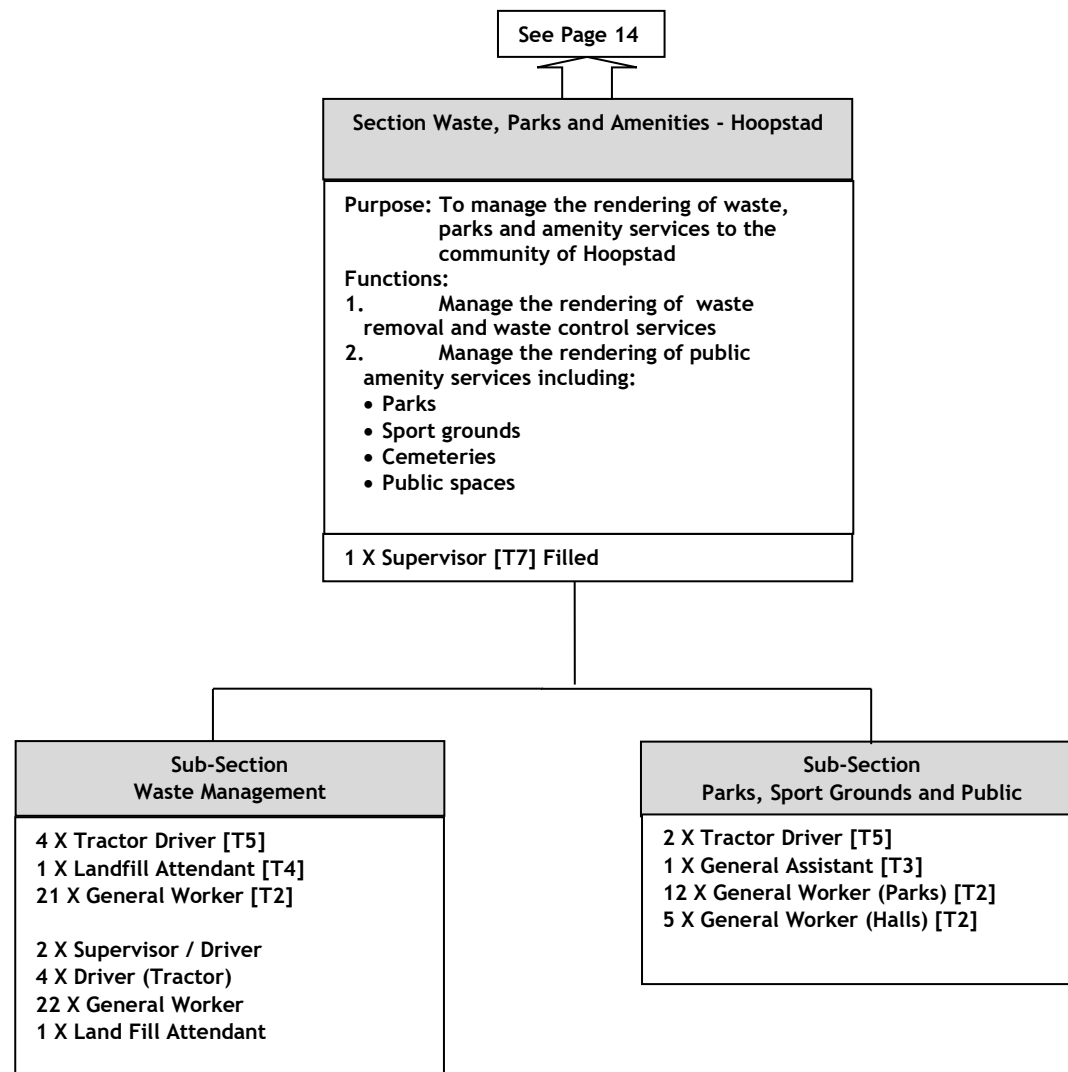 See Page 14
Section Waste, Parks and Amenities - Hoopstad
Purpose: To manage the rendering of waste,
parks and amenity services to the
community of Hoopstad
Functions:
1. Manage the rendering of waste
removal and waste control services
2. Manage the rendering of public
amenity services including:
• Parks
• Sport grounds
• Cemeteries
• Public spaces
1 X Supervisor [T7] Filled
Sub-Section
Waste Management
4 X Tractor Driver [T5]
1 X Landfill Attendant [T4]
21 X General Worker [T2]
2 X Supervisor / Driver
4 X Driver (Tractor)
22 X General Worker
1 X Land Fill Attendant
Sub-Section
Parks, Sport Grounds and Public
2 X Tractor Driver [T5]
1 X General Assistant [T3]
12 X General Worker (Parks) [T2]
5 X General Worker (Halls) [T2]